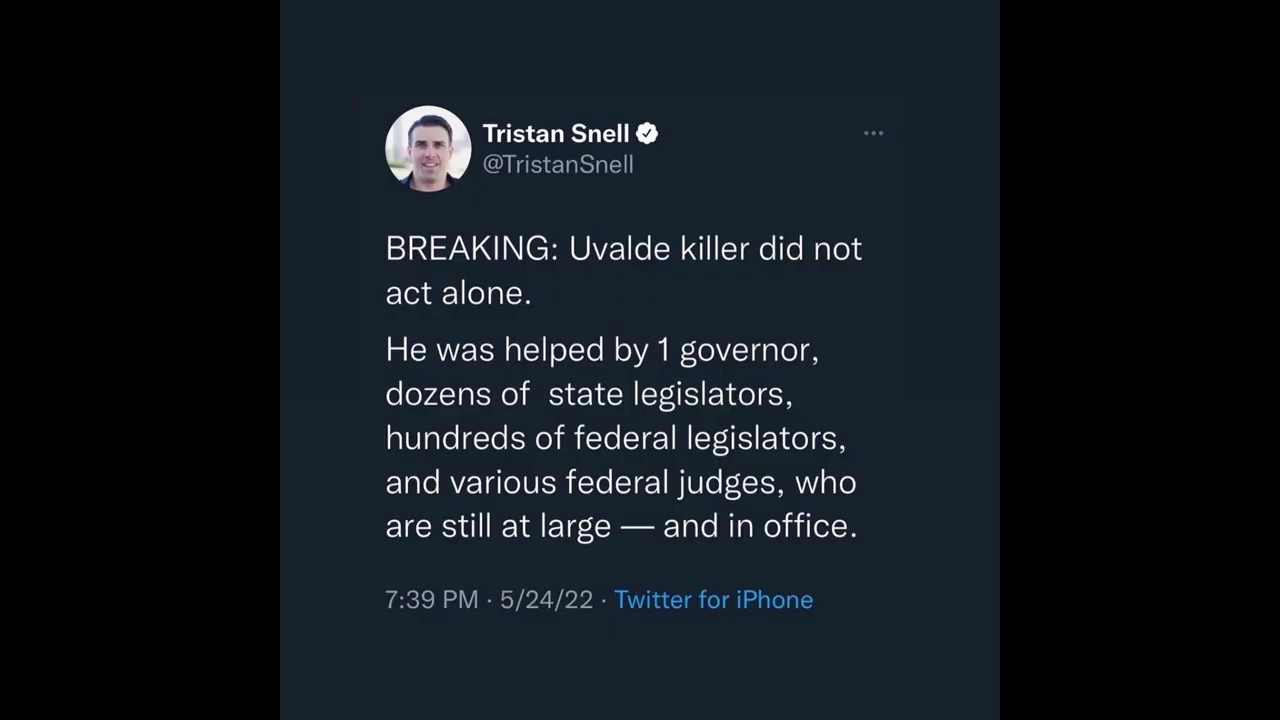 Tristan Snell
@TristanSnell
BREAKING: Uvalde killer did not
act alone.
He was helped by 1 governor,
dozens of  state legislators,
hundreds of federal legislators,
and various federal judges, who
are still at large — and in office.
7:39 PM · 5/24/22 · Twitter for iPhone